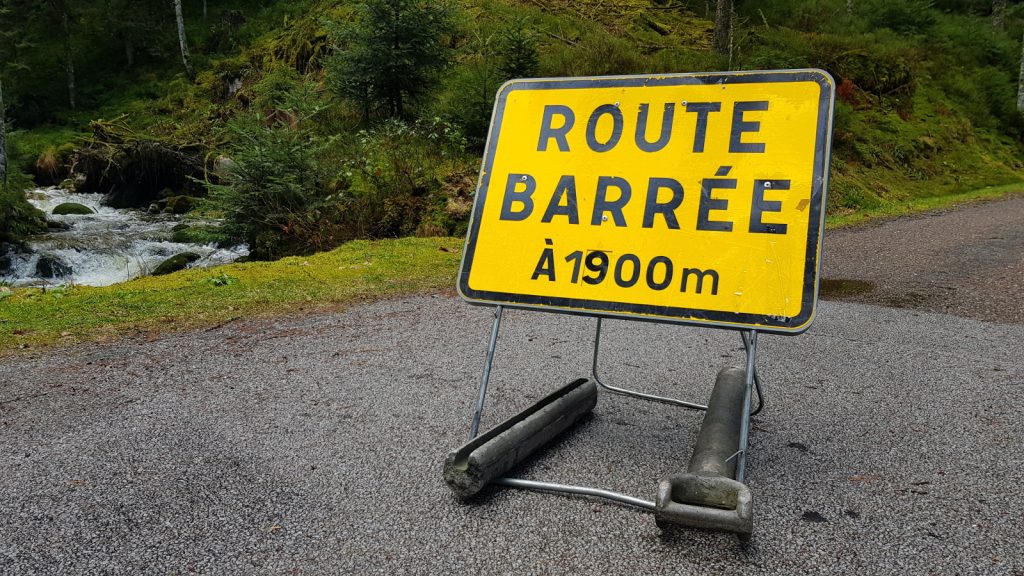 ROUTE
BARRÉE
À 1900m